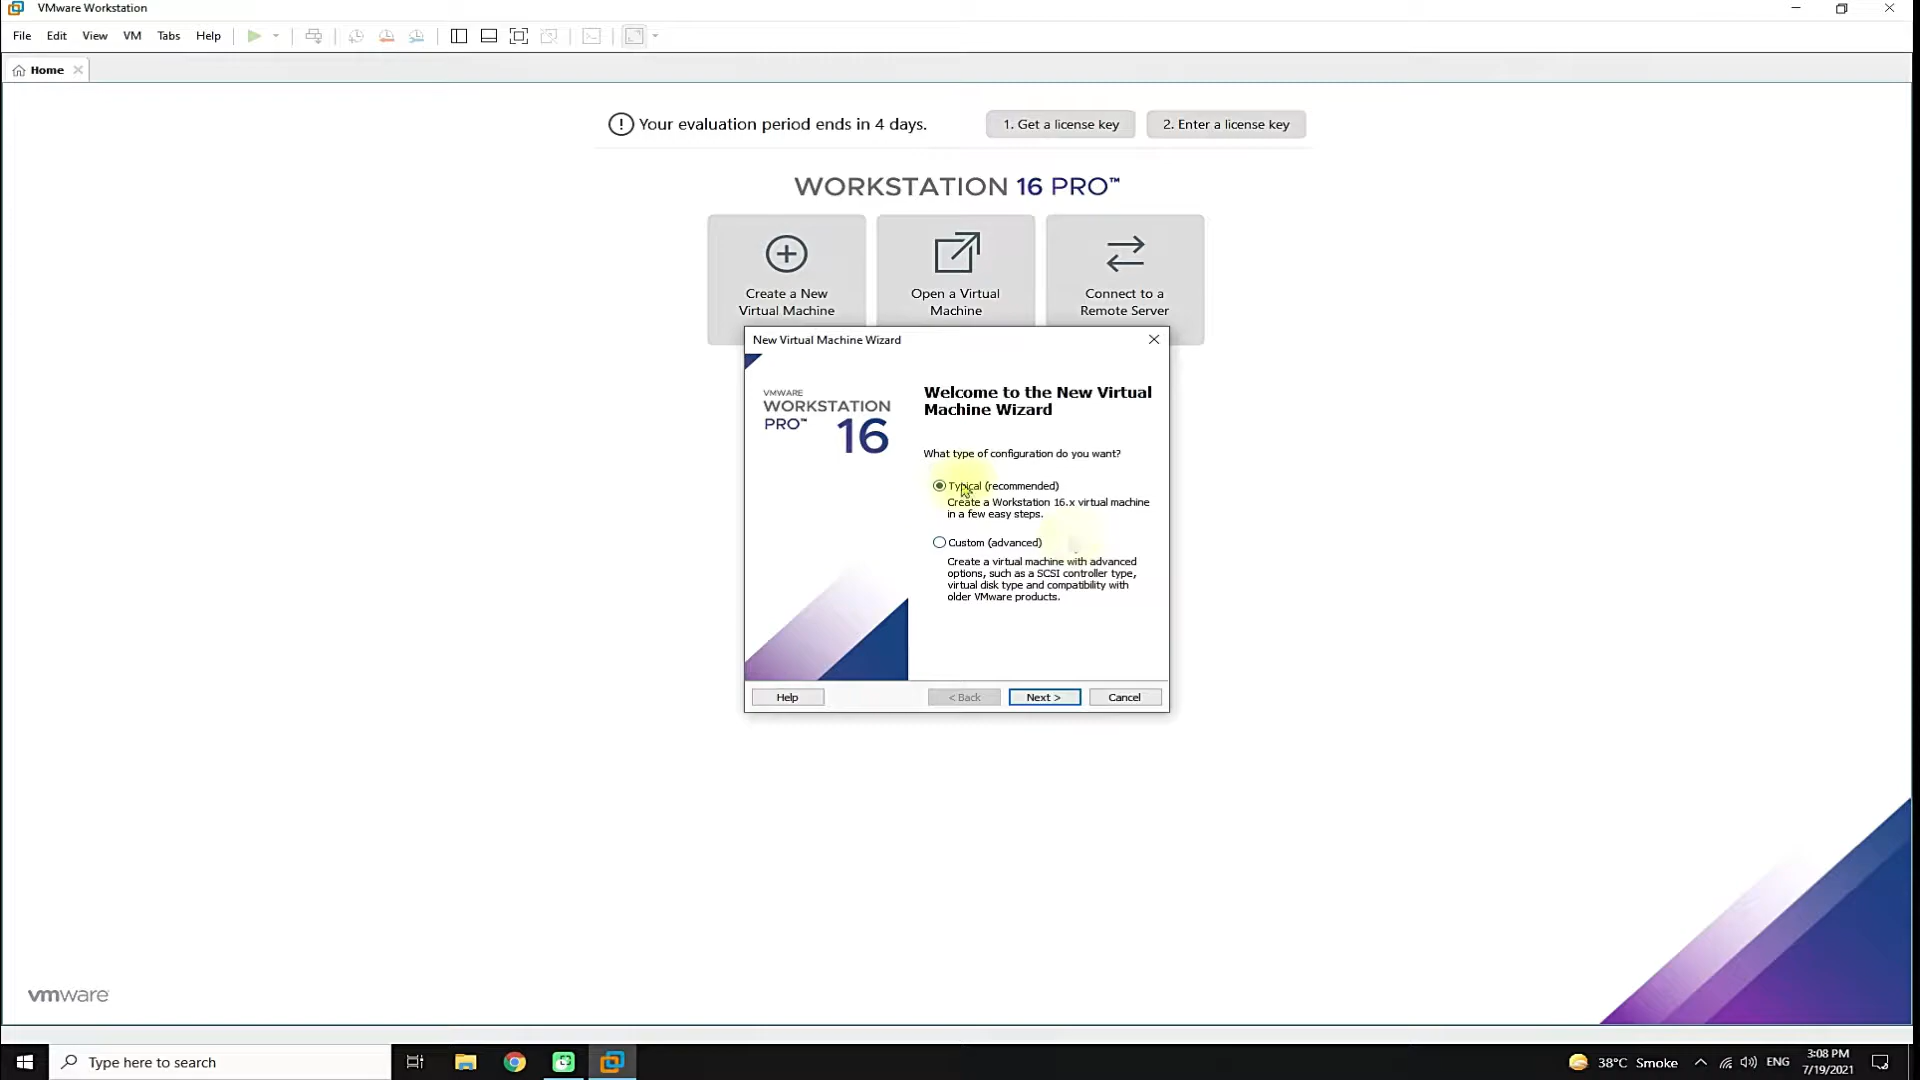 VMware Workstation
File Edit View VM Tabs Help
Home
Your evaluation period ends in 4 days.
1. Get a license key
2. Enter a license key
WORKSTATION 16 PRO™
Create a New
Virtual Machine
Open a Virtual
Machine
Connect to a
Remote Server
New Virtual Machine Wizard
VMWARE
WORKSTATION
PRO™ 16
Welcome to the New Virtual
Machine Wizard
What type of configuration do you want?
Typical (recommended)
Create a Workstation 16.x virtual machine
in a few easy steps.
Custom (advanced)
Create a virtual machine with advanced
options, such as a SCSI controller type,
virtual disk type and compatibility with
older VMware products.
Help
< Back
Next >
Cancel
vmware
Type here to search
38°C Smoke
ENG
3:08 PM
7/19/2021